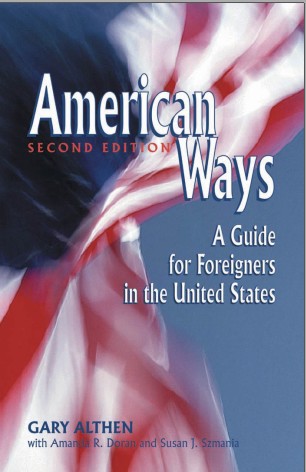 American
SECOND EDITION
Ways
A Guide
for Foreigners
in the United States
GARY ALTHEN
with Amanda R. Doran and Susan J. Szmania